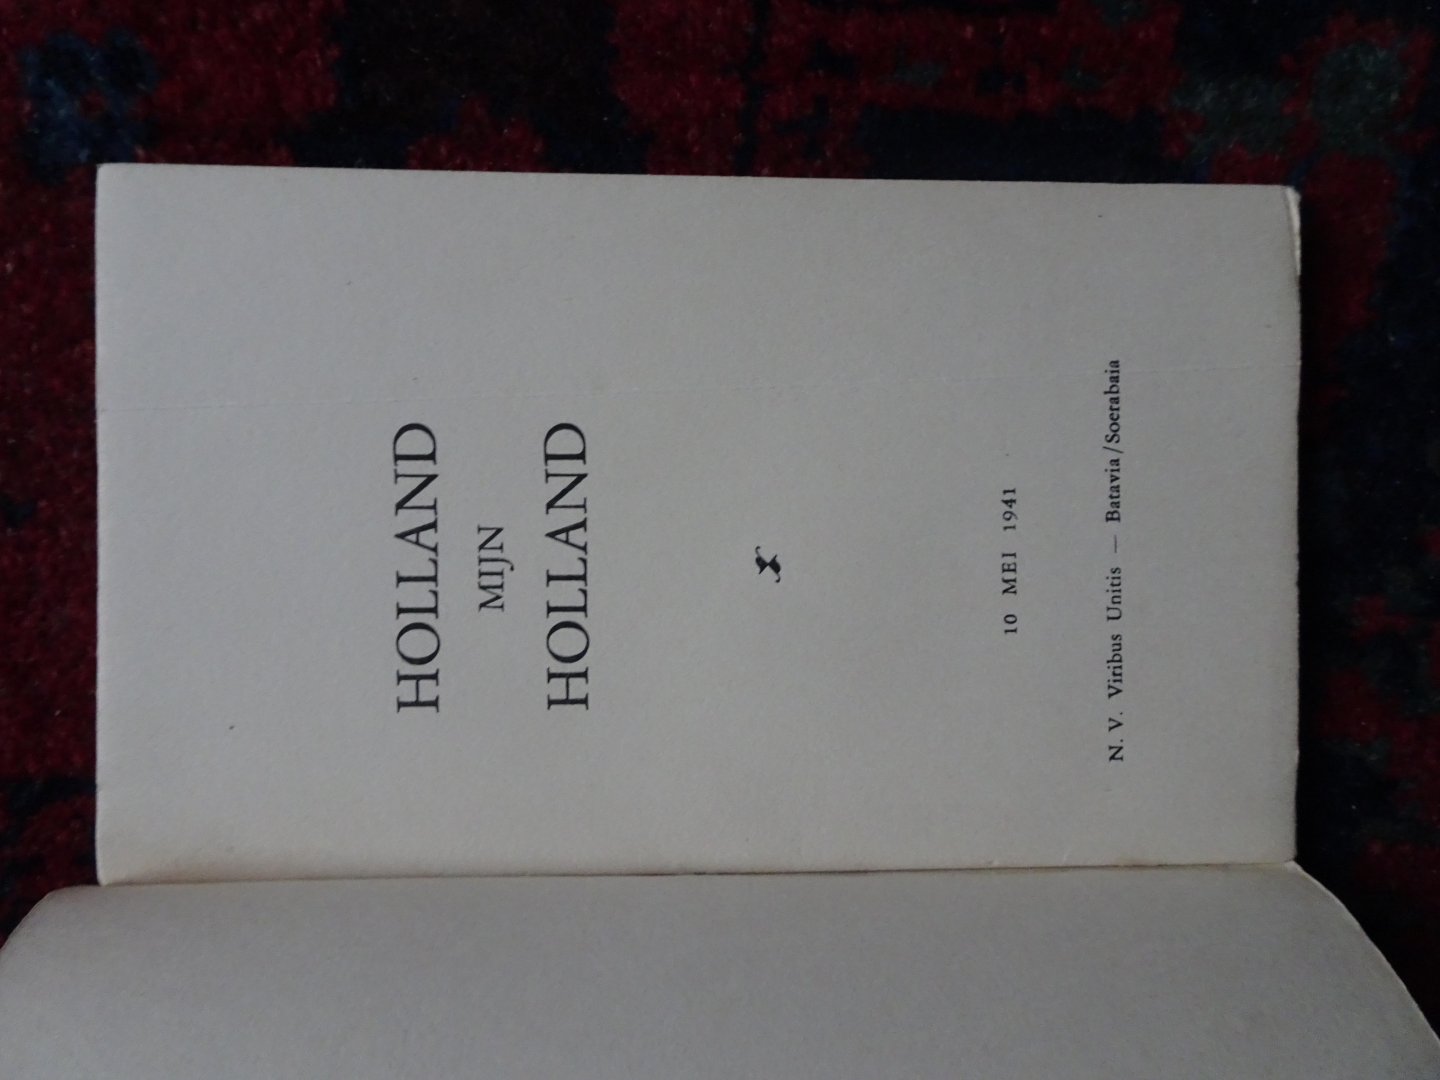 HOLLAND
MIJN
HOLLAND
10 MEI 1941
N. V. Viribus Unitis — Batavia/Soerabaia